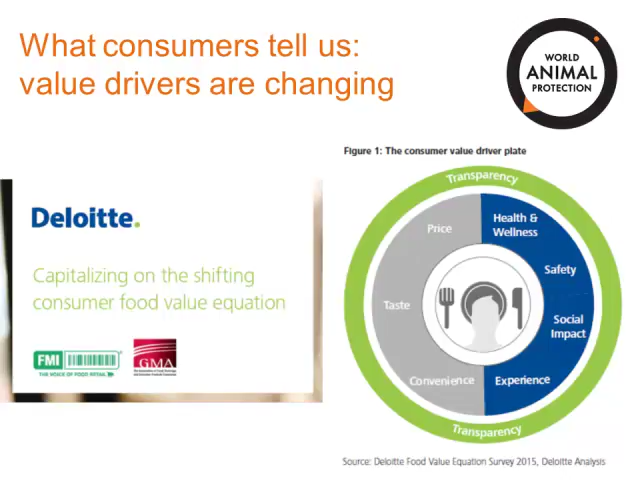 What consumers tell us:
value drivers are changing
WORLD
ANIMAL
PROTECTION
Deloitte.
Capitalizing on the shifting
consumer food value equation
FMI
THE VOICE OF FOOD RETAIL
GMA
Figure 1: The consumer value driver plate
Transparency
Price
Health &
Wellness
Safety
Taste
Social
Impact
Convenience
Experience
Transparency
Source: Deloitte Food Value Equation Survey 2015, Deloitte Analysis